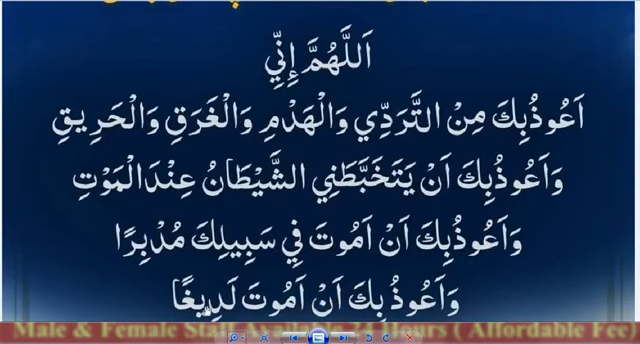 اَللَّهُمَّ إِنِّي
اَعُوذُبِكَ مِنْ التَّرَدِّي وَالْهَدْمِ وَالْغَرَقِ وَالْحَرِيقِ
وَاَعُوذُبِكَ اَنْ يَتَخَبَّطَنِي الشَّيْطَانُ عِنْدَالْمَوْتِ
وَاَعُوذُبِكَ اَنْ اَمُوتَ فِي سَبِيلِكَ مُدْبِرًا
وَاَعُوذُ بِكَ اَنْ اَمُوتَ لَدِيغًا
Male & Female Hours ( Affordable Fee)